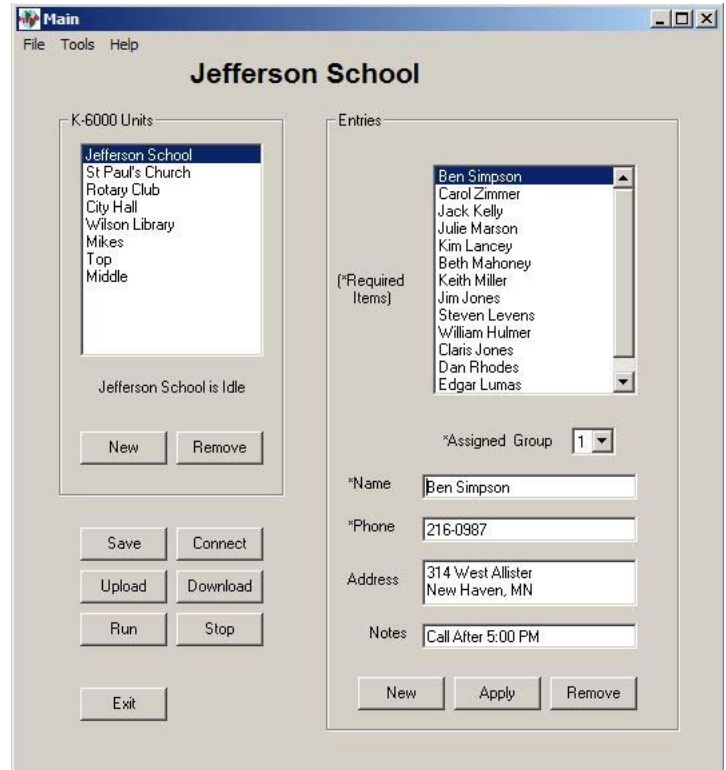 Main
File Tools Help
Jefferson School
K-6000 Units
Jefferson School
St Paul's Church
Rotary Club
City Hall
Wilson Library
Mikes
Top
Middle
Jefferson School is Idle
New Remove
Save Connect
Upload Download
Run Stop
Exit
Entries
(*Required
Items)
Ben Simpson
Carol Zimmer
Jack Kelly
Julie Marson
Kim Lancey
Beth Mahoney
Keith Miller
Jim Jones
Steven Levens
William Hulmer
Claris Jones
Dan Rhodes
Edgar Lumas
*Assigned Group 1
*Name Ben Simpson
*Phone 216-0987
Address 314 West Allister
New Haven, MN
Notes Call After 5:00 PM
New Apply Remove